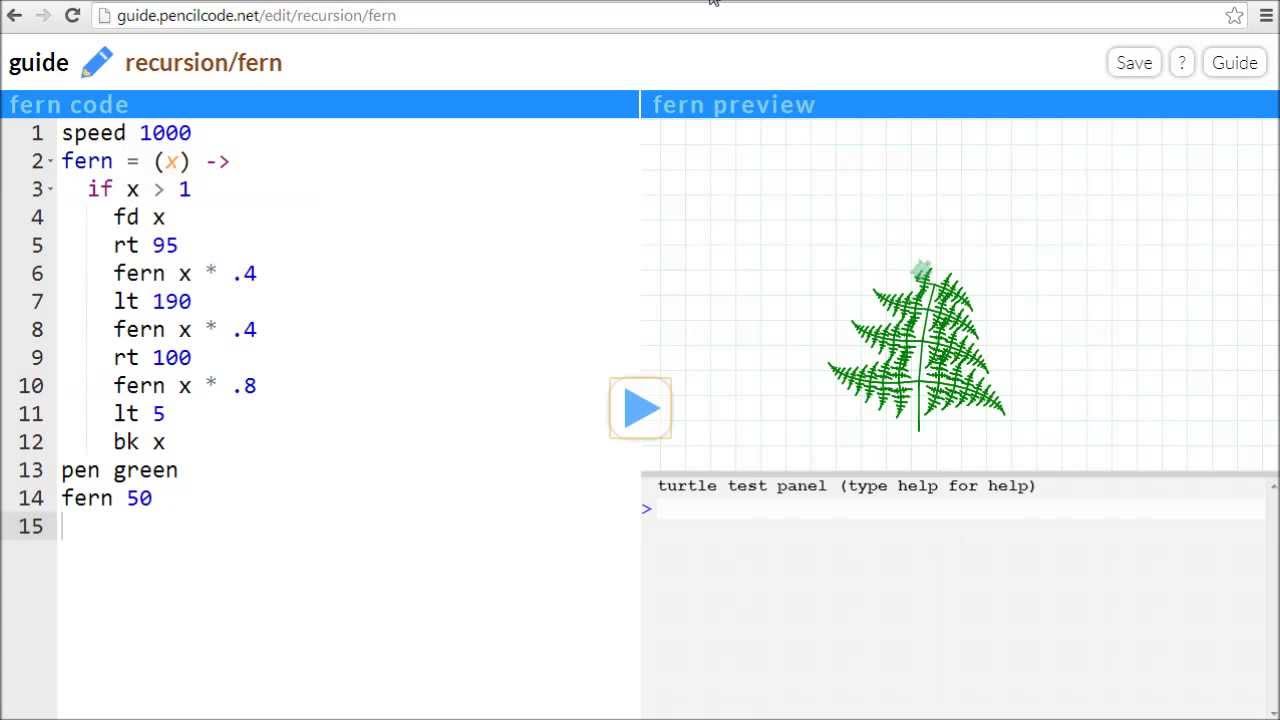 guide.pencilcode.net/edit/recursion/fern
guide recursion/fern Save ? Guide
fern code
1 speed 1000
2 fern = (x) ->
3 if x > 1
4 fd x
5 rt 95
6 fern x * .4
7 lt 190
8 fern x * .4
9 rt 100
10 fern x * .8
11 lt 5
12 bk x
13 pen green
14 fern 50
15
fern preview
turtle test panel (type help for help)
>